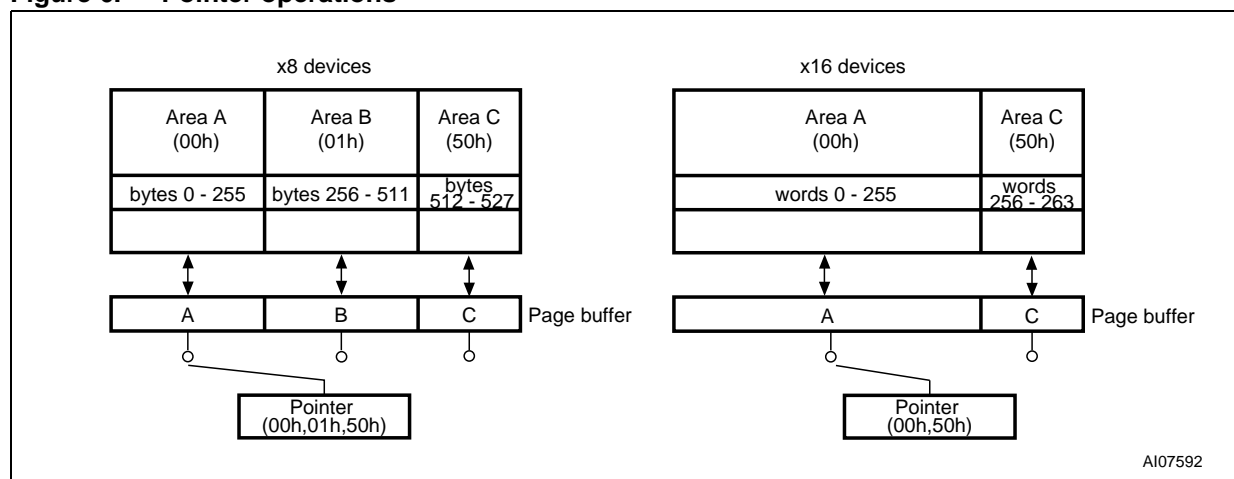 Figure Pointer operations
x8 devices
x16 devices
Area A
(00h)
Area B
(01h)
Area C
(50h)
Area A
(00h)
Area C
(50h)
bytes 0 - 255
bytes 256 - 511
bytes
512 - 527
words 0 - 255
words
256 - 263
A
B
C
Page buffer
A
C
Page buffer
Pointer
(00h,01h,50h)
Pointer
(00h,50h)
AI07592